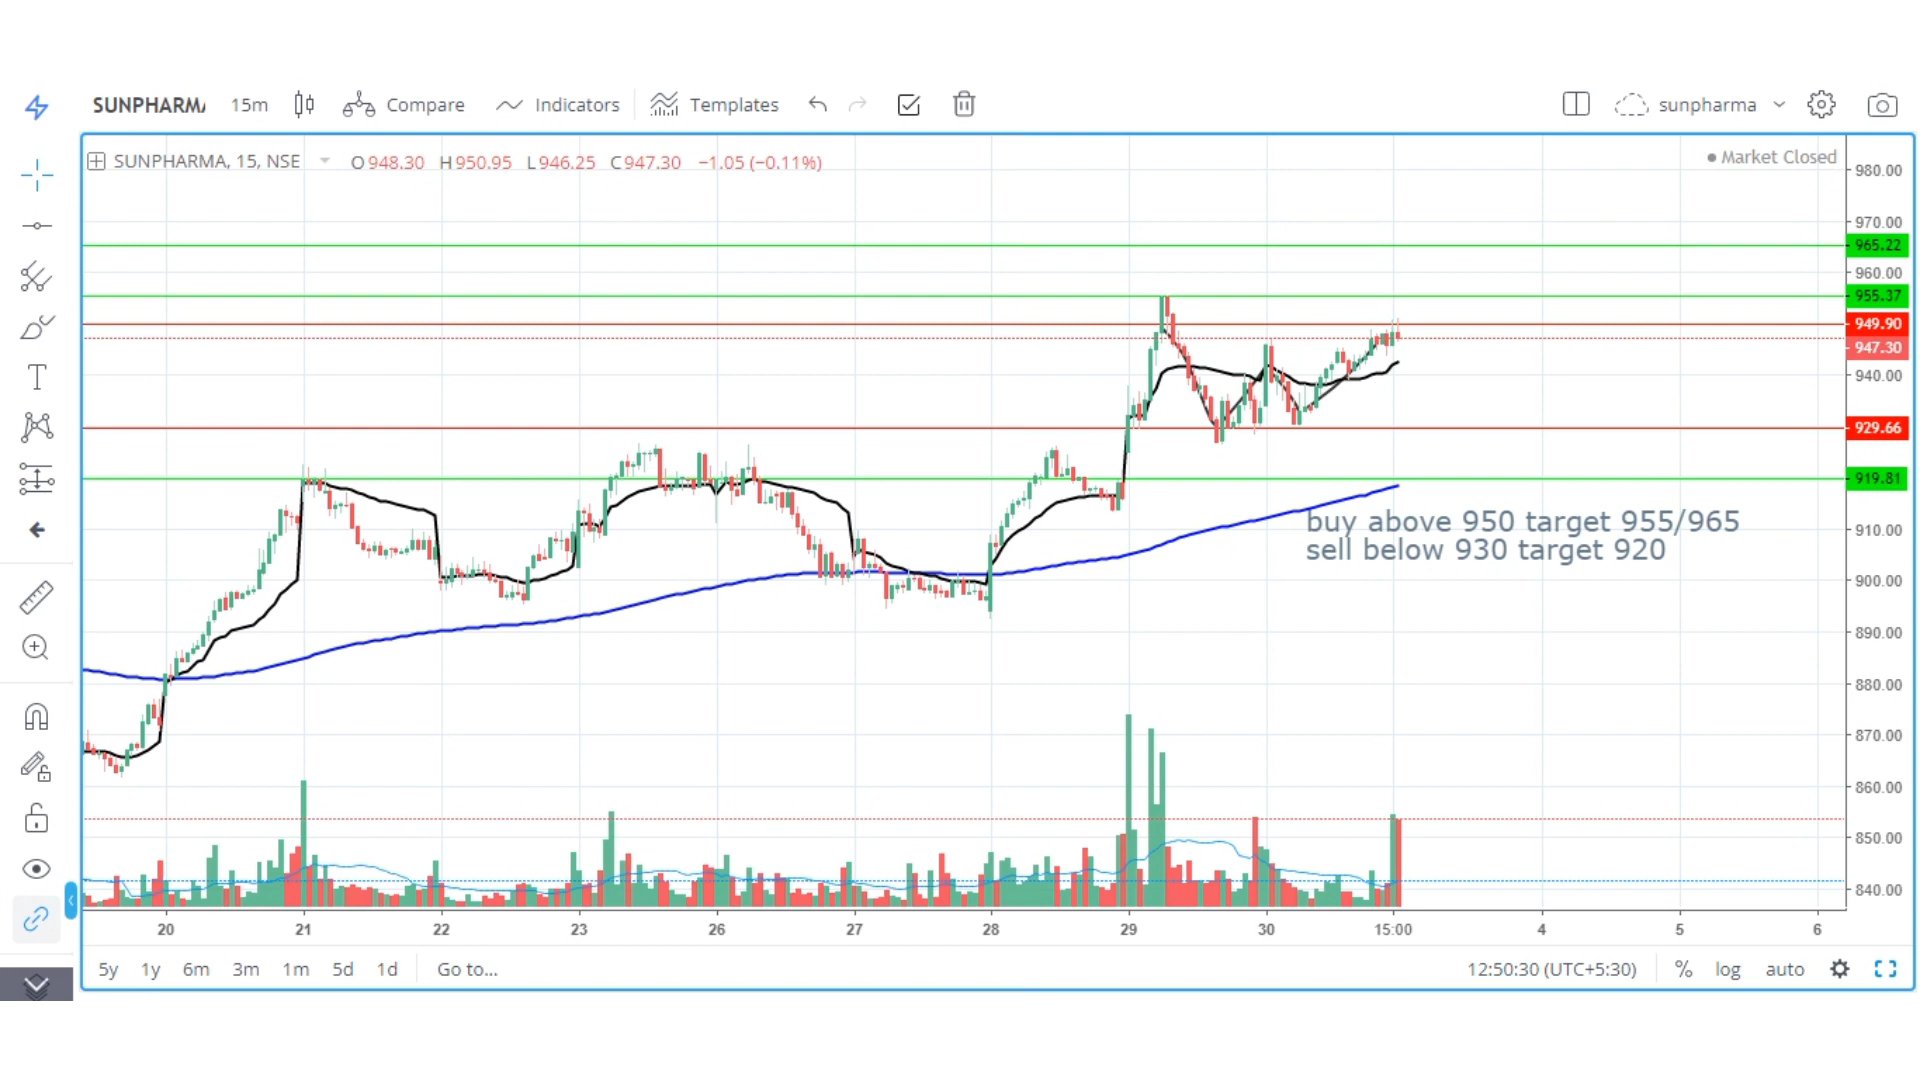 SUNPHARMA 15m Compare Indicators Templates sunpharma
SUNPHARMA, 15, NSE O948.30 H950.95 L946.25 C947.30 −1.05 (−0.11%)
Market Closed
980.00
970.00
965.22
960.00
955.37
949.90
947.30
940.00
929.66
919.81
910.00
900.00
890.00
880.00
870.00
860.00
850.00
840.00
buy above 950 target 955/965
sell below 930 target 920
20 21 22 23 26 27 28 29 30 15:00 4 5 6
5y 1y 6m 3m 1m 5d 1d Go to... 12:50:30 (UTC+5:30) % log auto